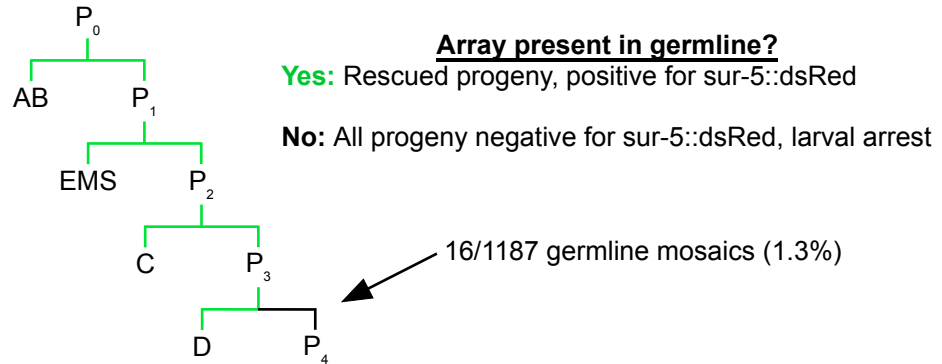 P₀
Array present in germline?
Yes: Rescued progeny, positive for sur-5::dsRed
AB
P₁
No: All progeny negative for sur-5::dsRed, larval arrest
EMS
P₂
16/1187 germline mosaics (1.3%)
C
P₃
D
P₄